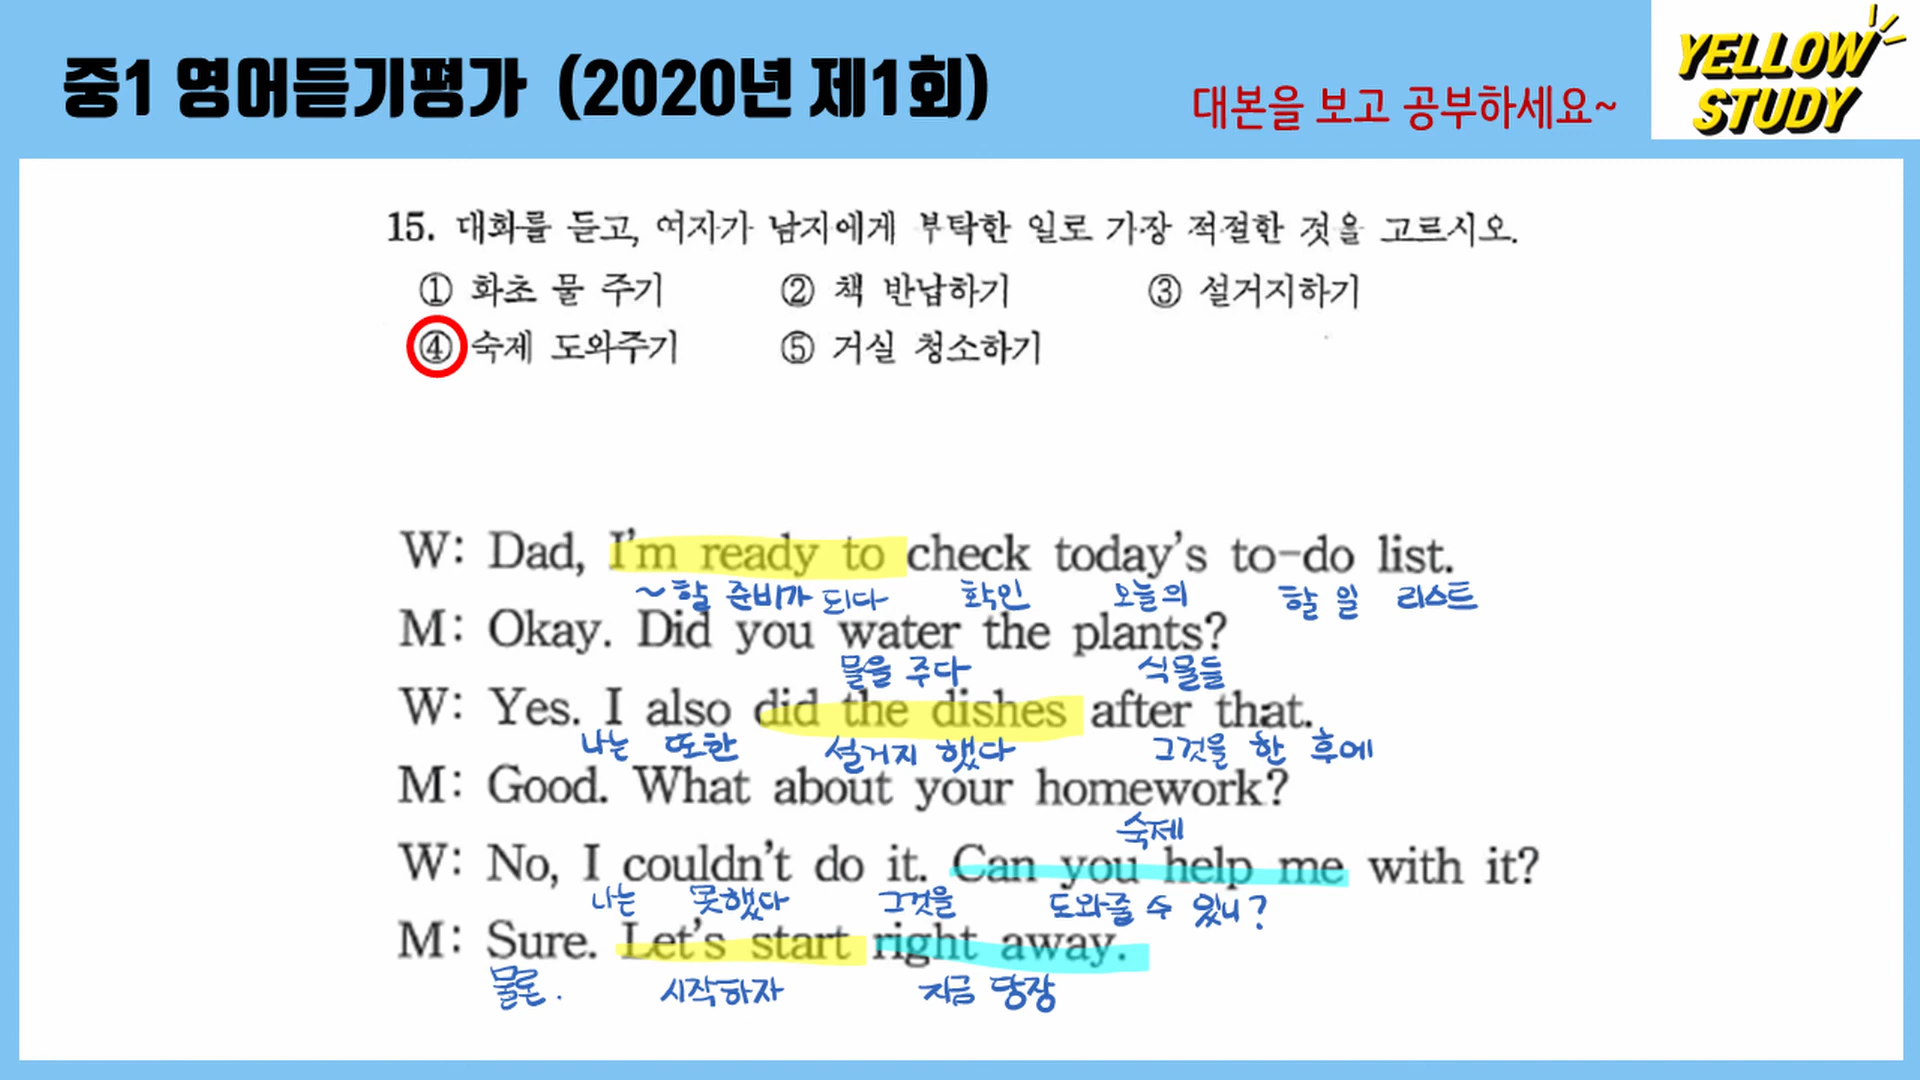 중1 영어듣기평가 (2020년 제1회)
대본을 보고 공부하세요~
YELLOW
STUDY
15. 대화를 듣고, 여자가 남자에게 부탁한 일로 가장 적절한 것을 고르시오.
① 화초 물 주기 ② 책 반납하기 ③ 설거지하기
④ 숙제 도와주기 ⑤ 거실 청소하기
W: Dad, I'm ready to check today's to-do list.
~할 준비가 되다 확인 오늘의 할 일 리스트
M: Okay. Did you water the plants?
물을 주다 식물들
W: Yes. I also did the dishes after that.
나는 또한 설거지 했다 그것을 한 후에
M: Good. What about your homework?
숙제
W: No, I couldn't do it. Can you help me with it?
나는 못했다 그것을 도와줄 수 있니?
M: Sure. Let's start right away.
물론. 시작하자 지금 당장